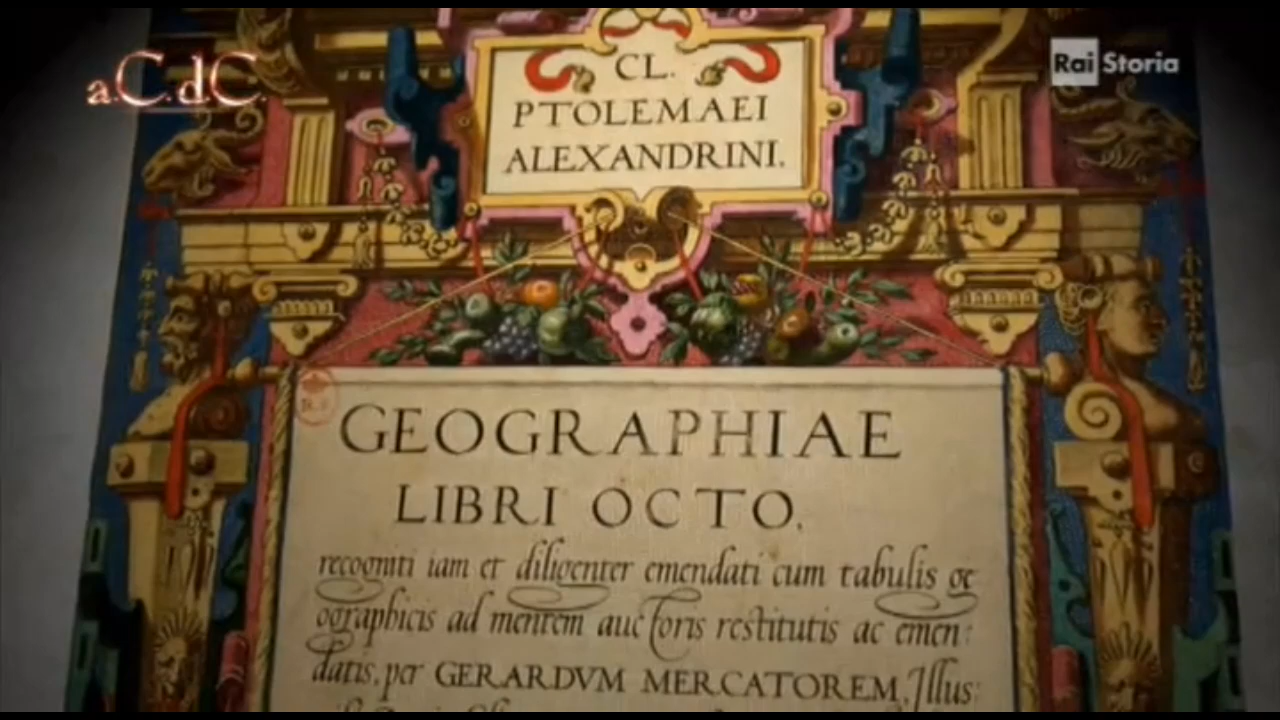 a.C.d.C.
Rai Storia
CL.
PTOLEMAEI
ALEXANDRINI.
R.F.
GEOGRAPHIAE
LIBRI OCTO.
recogniti iam et diligenter emendati cum tabulis ge
ographicis ad mentem auctoris restitutis ac emen:
datis, per GERARDVM MERCATOREM, Illus: